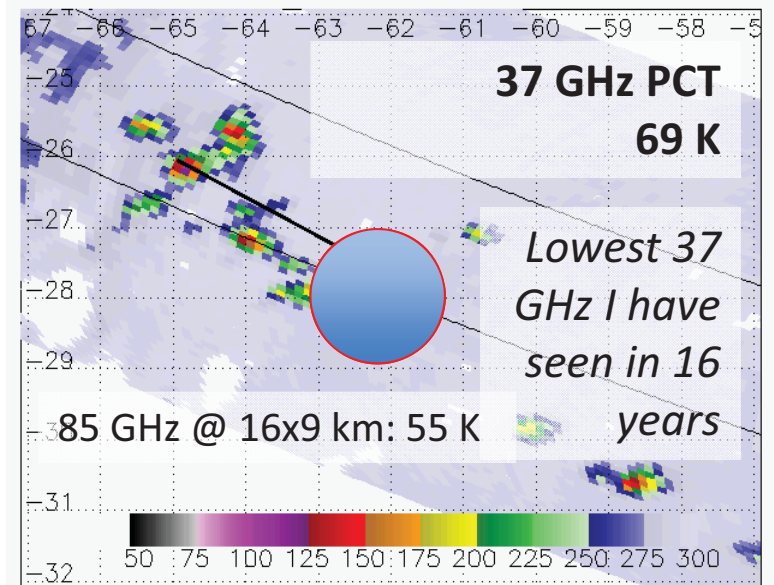 −67 −66 −65 −64 −63 −62 −61 −60 −59 −58
37 GHz PCT
−25
69 K
−26
−27
Lowest 37
GHz I have
−28
seen in 16
−29
years
85 GHz @ 16x9 km: 55 K
−31
50 75 100 125 150 175 200 225 250 275 300
−32